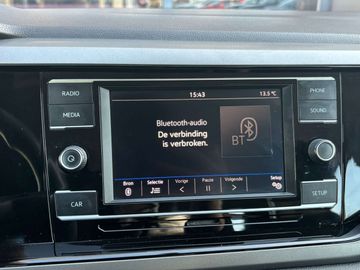 RADIO
MEDIA
CAR
PHONE
SOUND
SETUP
15:43
13.5 °C
Bluetooth-audio
De verbinding
is verbroken.
BT
Bron Selectie Vorige Pauze Volgende Setup